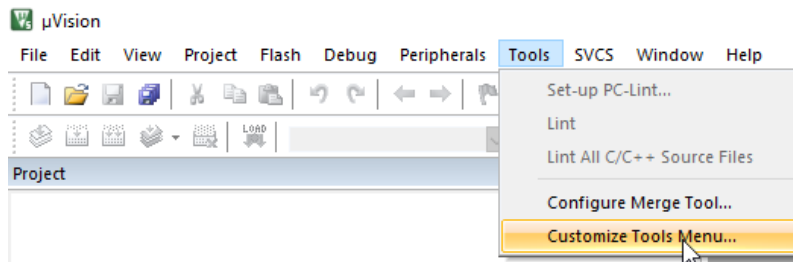 µVision
File Edit View Project Flash Debug Peripherals Tools SVCS Window Help
LOAD
Set-up PC-Lint...
Lint
Lint All C/C++ Source Files
Configure Merge Tool...
Customize Tools Menu...
Project